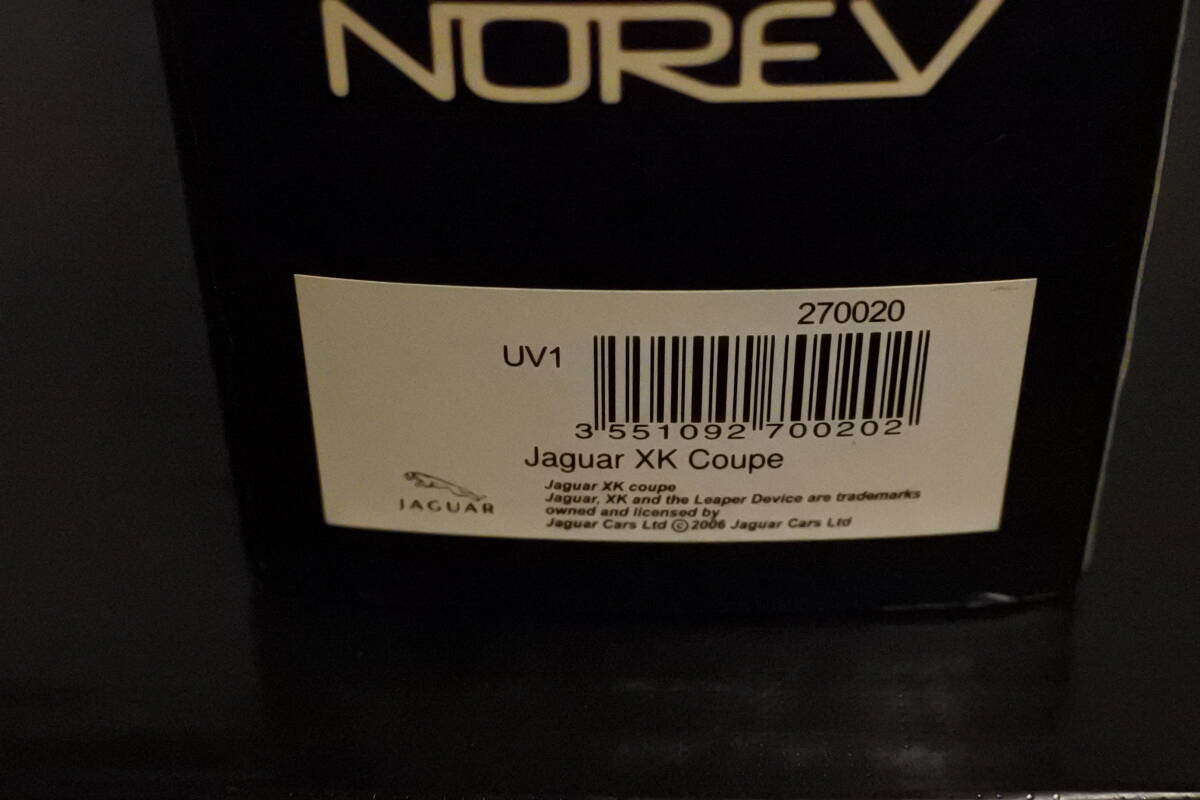 NOREV
270020
UV1
3 551092 700202
Jaguar XK Coupe
JAGUAR
Jaguar XK coupe
Jaguar, XK and the Leaper Device are trademarks
owned and licensed by
Jaguar Cars Ltd ©2006 Jaguar Cars Ltd